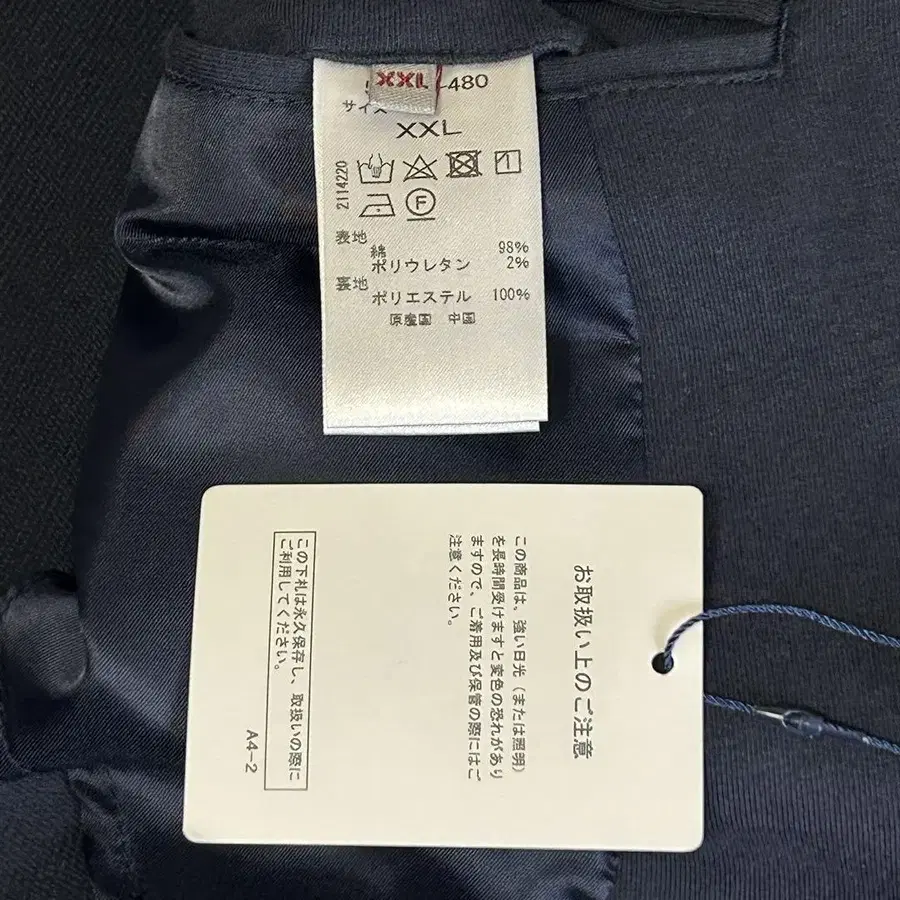 XXL
480
サイズ
XXL
2114220
F
表地
綿 98%
ポリウレタン 2%
裏地
ポリエステル 100%
原産国 中国
お取扱い上のご注意
この商品は、強い日光（または照明）
を長時間受けますと変色の恐れがあり
ますので、ご着用及び保管の際にはご
注意ください。
この下札は永久保存し、取扱いの際に
ご利用してください。
A4-2